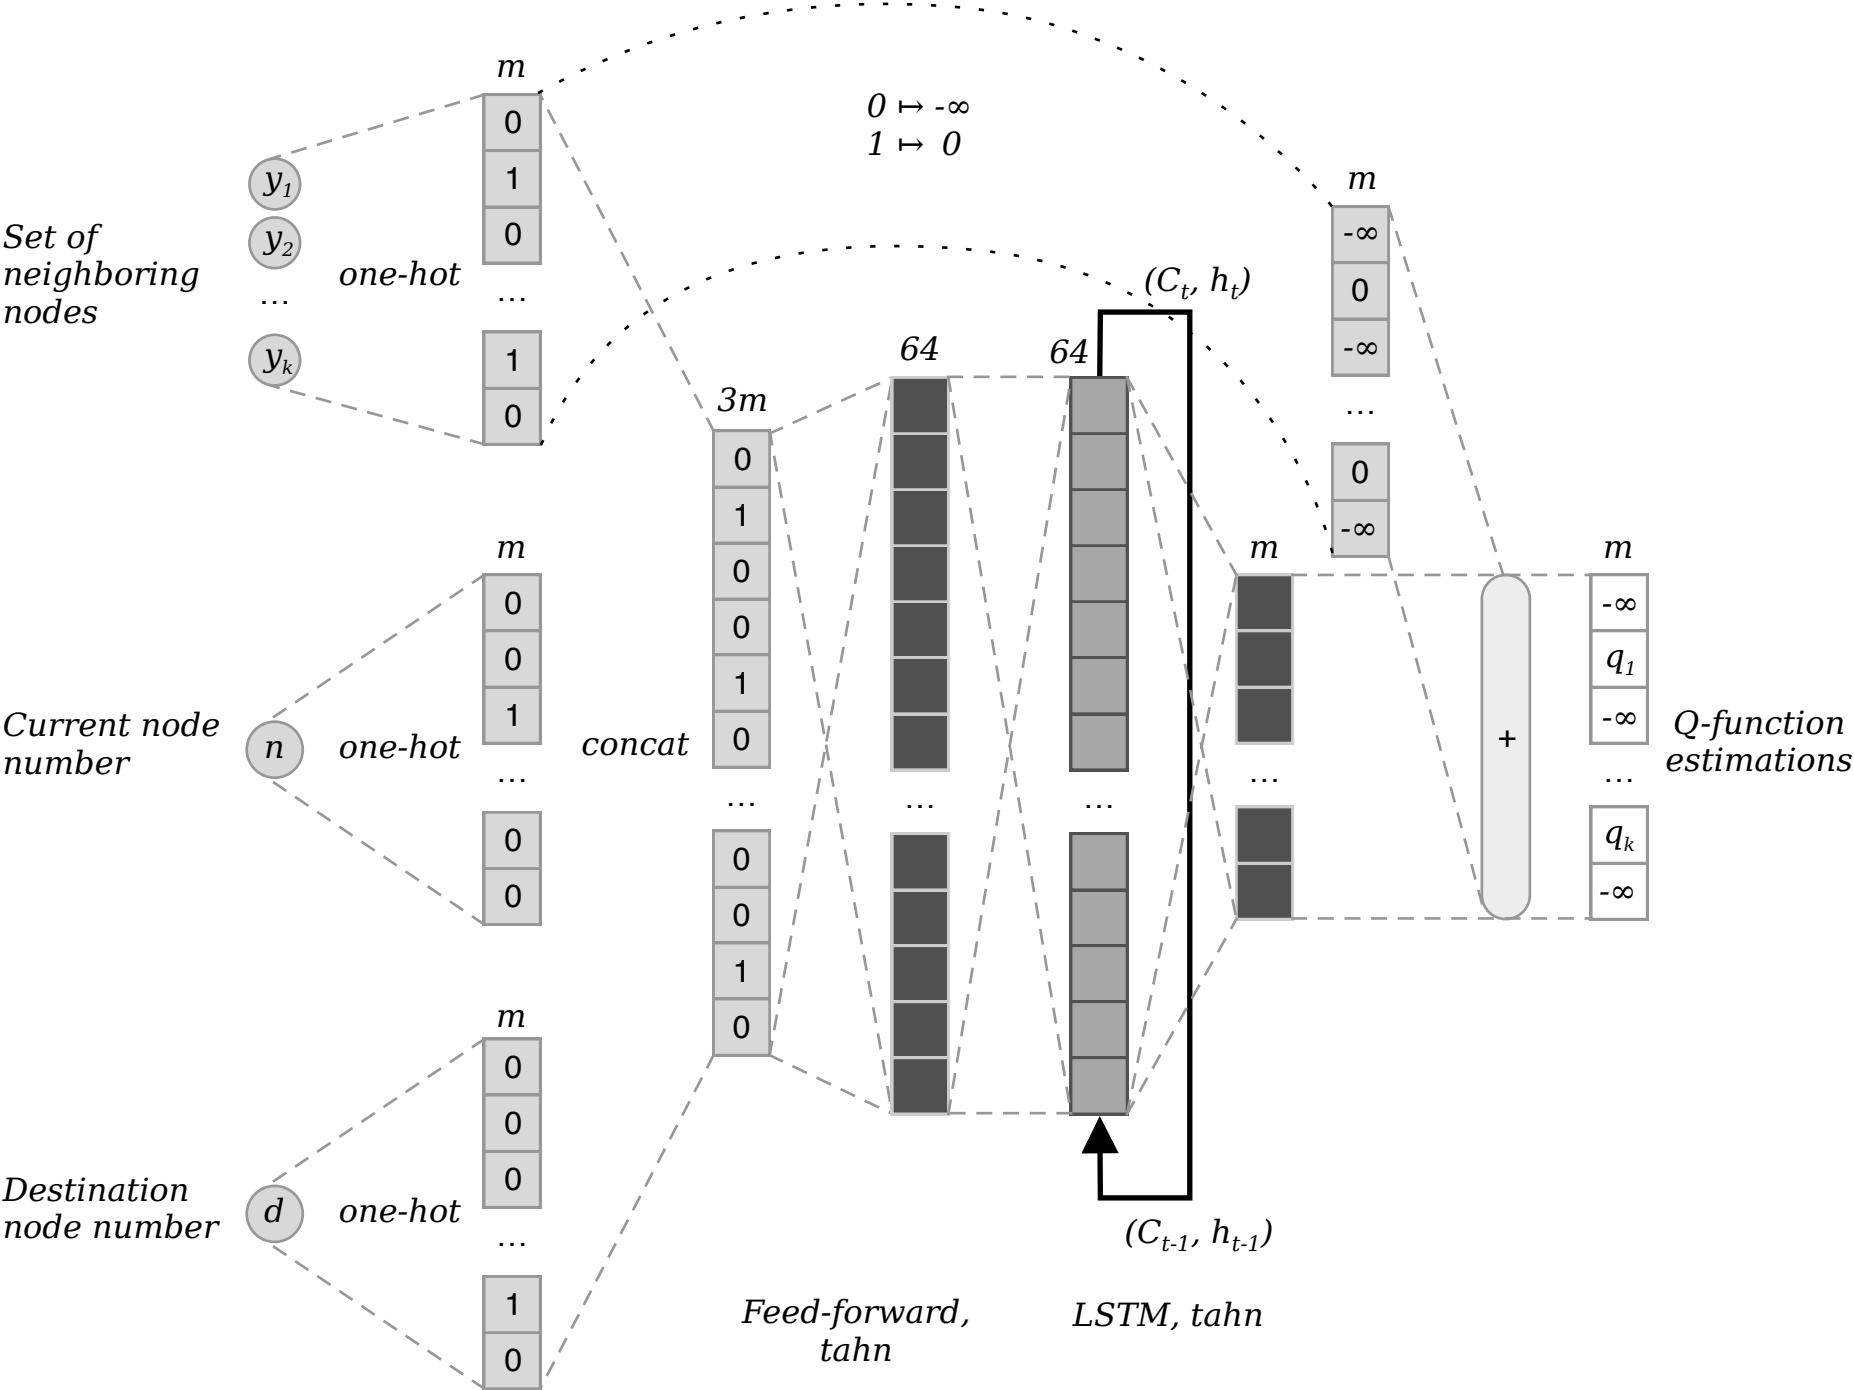 m
0
1
0
...
1
0
0 ↦ -∞
1 ↦ 0
Set of
neighboring
nodes
y1
y2
...
yk
one-hot
m
0
0
1
...
0
0
Current node
number
n
one-hot
m
0
0
0
...
1
0
Destination
node number
d
one-hot
concat
3m
0
1
0
0
1
0
...
0
0
1
0
64
...
Feed-forward,
tahn
64
...
(Ct, ht)
(Ct-1, ht-1)
LSTM, tahn
m
...
m
-∞
0
-∞
...
0
-∞
+
m
-∞
q1
-∞
...
qk
-∞
Q-function
estimations